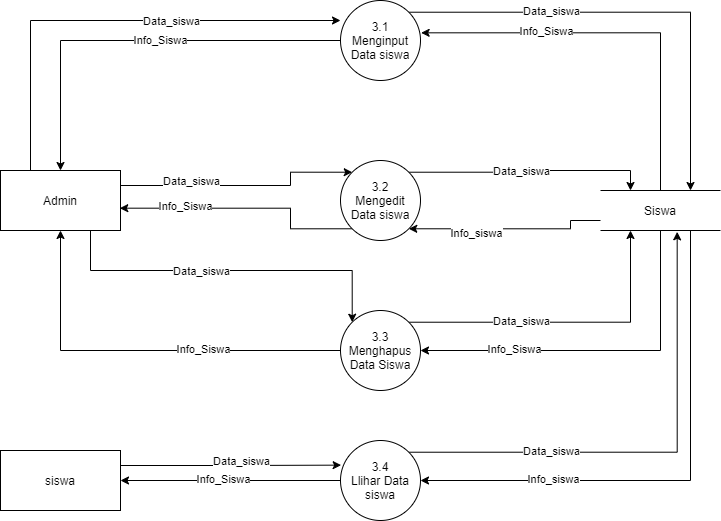 Data_siswa
3.1
Menginput
Data siswa
Data_siswa
Info_Siswa
Info_Siswa
Admin
Data_siswa
3.2
Mengedit
Data siswa
Data_siswa
Info_Siswa
Info_siswa
Siswa
Data_siswa
3.3
Menghapus
Data Siswa
Data_siswa
Info_Siswa
Info_Siswa
siswa
Data_siswa
3.4
Llihar Data
siswa
Data_siswa
Info_Siswa
Info_siswa